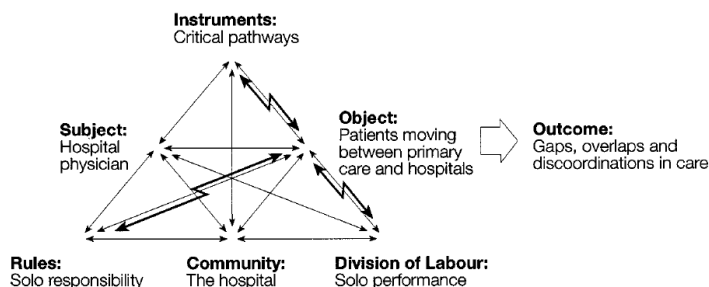 Instruments:
Critical pathways
Subject:
Hospital
physician
Object:
Patients moving
between primary
care and hospitals
Outcome:
Gaps, overlaps and
discoordinations in care
Rules:
Solo responsibility
Community:
The hospital
Division of Labour:
Solo performance